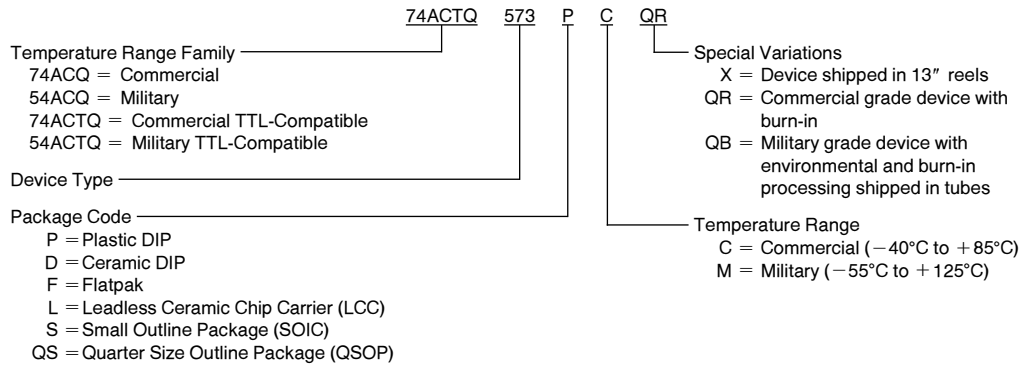 74ACTQ 573 P C QR
Temperature Range Family
74ACQ = Commercial
54ACQ = Military
74ACTQ = Commercial TTL-Compatible
54ACTQ = Military TTL-Compatible
Device Type
Package Code
P = Plastic DIP
D = Ceramic DIP
F = Flatpak
L = Leadless Ceramic Chip Carrier (LCC)
S = Small Outline Package (SOIC)
QS = Quarter Size Outline Package (QSOP)
Special Variations
X = Device shipped in 13″ reels
QR = Commercial grade device with
burn-in
QB = Military grade device with
environmental and burn-in
processing shipped in tubes
Temperature Range
C = Commercial (−40°C to +85°C)
M = Military (−55°C to +125°C)